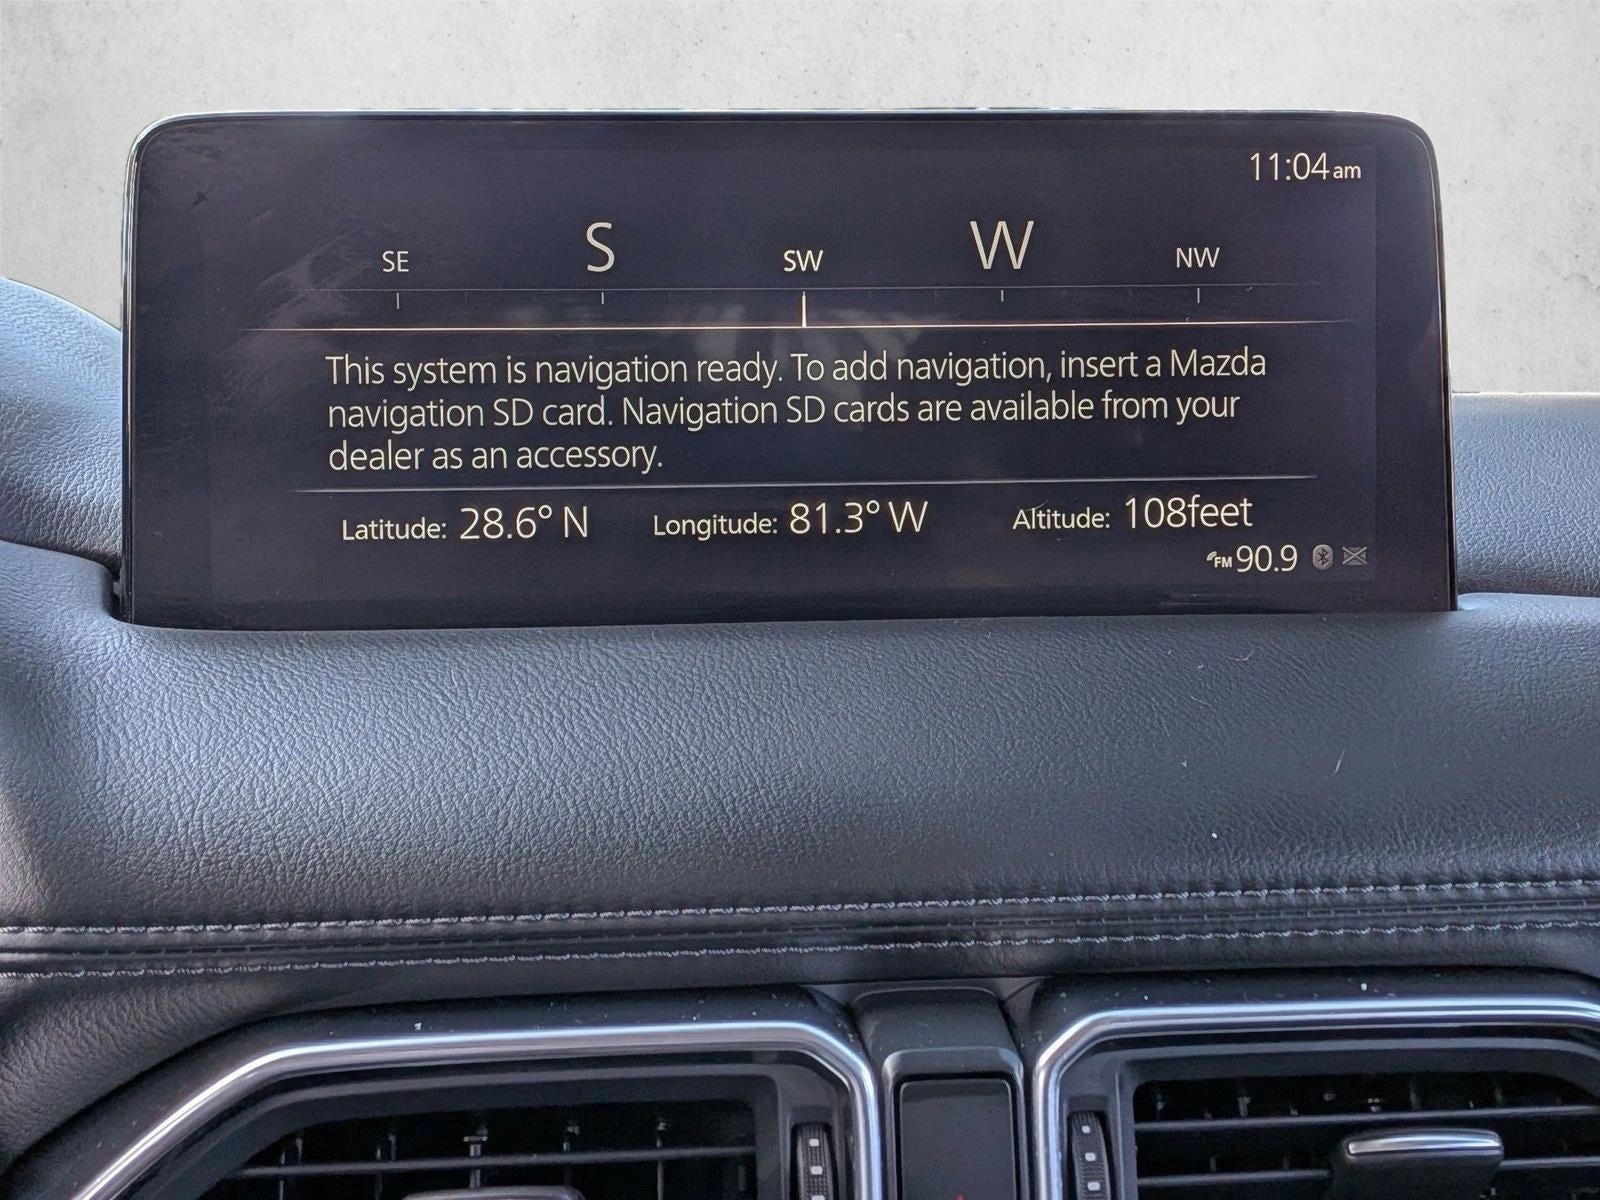 11:04am
SE S SW W NW
This system is navigation ready. To add navigation, insert a Mazda
navigation SD card. Navigation SD cards are available from your
dealer as an accessory.
Latitude: 28.6° N Longitude: 81.3° W Altitude: 108feet
FM 90.9